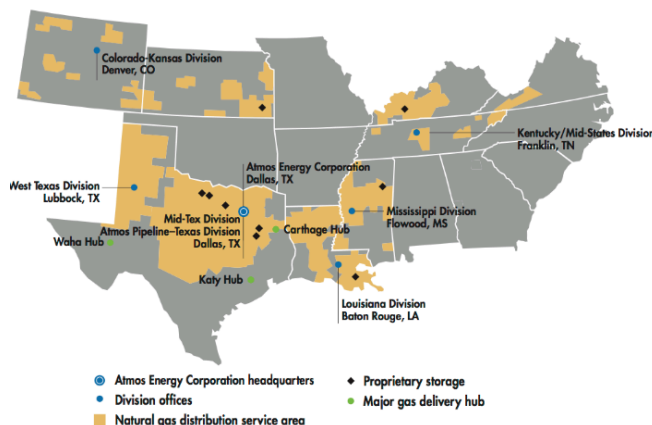 Colorado-Kansas Division
Denver, CO
Kentucky/Mid-States Division
Franklin, TN
Atmos Energy Corporation
Dallas, TX
West Texas Division
Lubbock, TX
Mid-Tex Division
Atmos Pipeline–Texas Division
Dallas, TX
Mississippi Division
Flowood, MS
Carthage Hub
Waha Hub
Katy Hub
Louisiana Division
Baton Rouge, LA
Atmos Energy Corporation headquarters
Proprietary storage
Division offices
Major gas delivery hub
Natural gas distribution service area